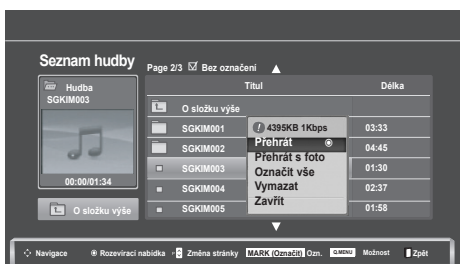 Seznam hudby
Page 2/3 Bez označení
Hudba
SGKIM003
00:00/01:34
O složku výše
Titul Délka
O složku výše
SGKIM001 03:33
SGKIM002 04:45
SGKIM003 01:30
SGKIM004 02:37
SGKIM005 01:58
4395KB 1Kbps
Přehrát
Přehrát s foto
Označit vše
Vymazat
Zavřít
Navigace Rozevírací nabídka Změna stránky MARK (Označit) Ozn. Q.MENU Možnost Zpět